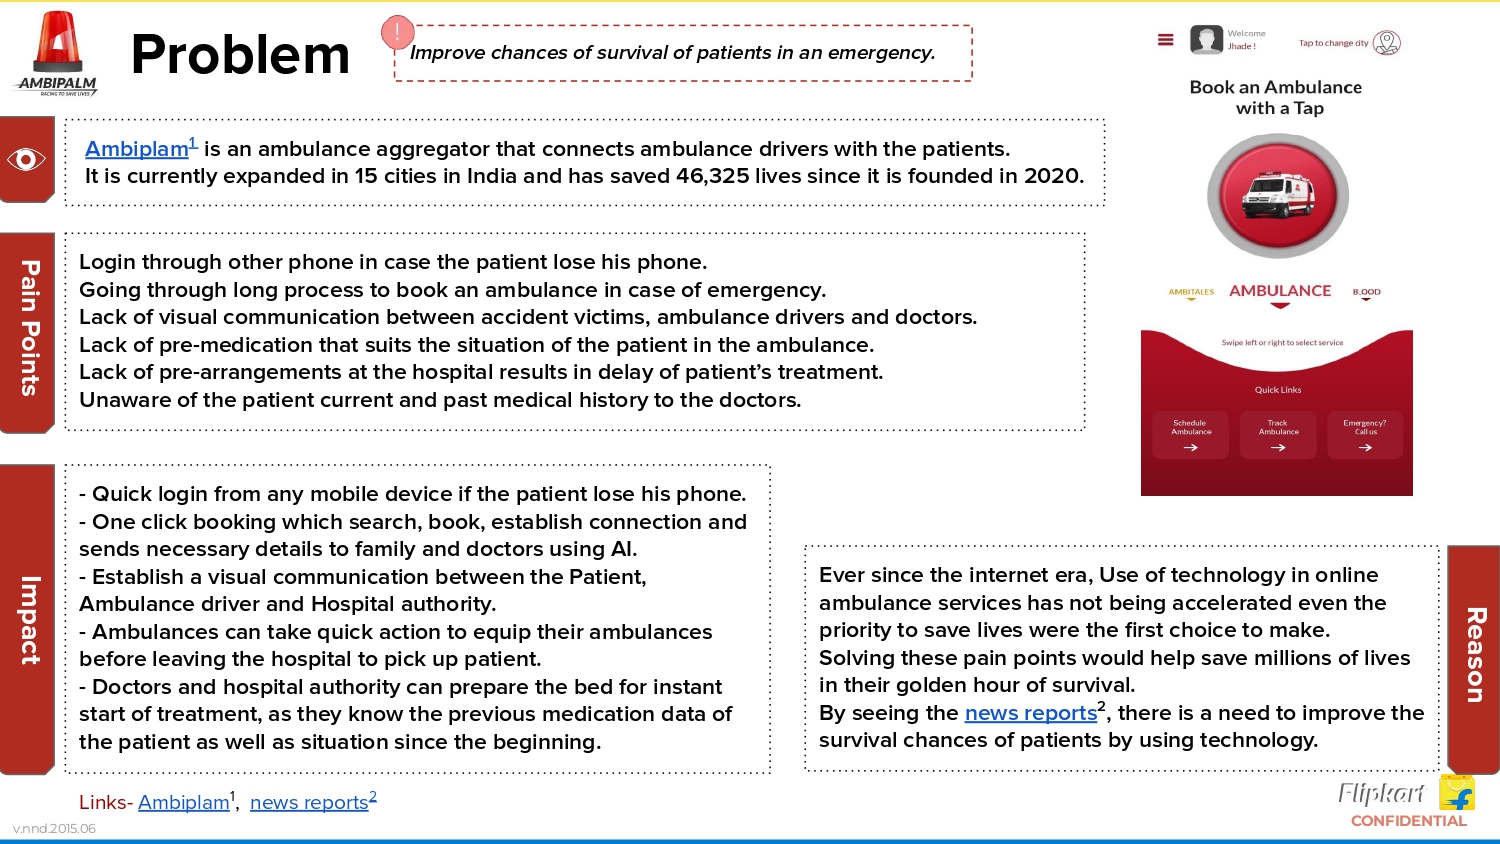 AMBIPALM
RACING TO SAVE LIVES
Problem
!
Improve chances of survival of patients in an emergency.
Welcome
Jhade !
Tap to change city
Book an Ambulance
with a Tap
Ambiplam1 is an ambulance aggregator that connects ambulance drivers with the patients.
It is currently expanded in 15 cities in India and has saved 46,325 lives since it is founded in 2020.
Pain Points
Login through other phone in case the patient lose his phone.
Going through long process to book an ambulance in case of emergency.
Lack of visual communication between accident victims, ambulance drivers and doctors.
Lack of pre-medication that suits the situation of the patient in the ambulance.
Lack of pre-arrangements at the hospital results in delay of patient’s treatment.
Unaware of the patient current and past medical history to the doctors.
AMBITALES AMBULANCE BLOOD
Swipe left or right to select service
Quick Links
Schedule
Ambulance
Track
Ambulance
Emergency?
Call us
Impact
- Quick login from any mobile device if the patient lose his phone.
- One click booking which search, book, establish connection and
sends necessary details to family and doctors using AI.
- Establish a visual communication between the Patient,
Ambulance driver and Hospital authority.
- Ambulances can take quick action to equip their ambulances
before leaving the hospital to pick up patient.
- Doctors and hospital authority can prepare the bed for instant
start of treatment, as they know the previous medication data of
the patient as well as situation since the beginning.
Reason
Ever since the internet era, Use of technology in online
ambulance services has not being accelerated even the
priority to save lives were the first choice to make.
Solving these pain points would help save millions of lives
in their golden hour of survival.
By seeing the news reports2, there is a need to improve the
survival chances of patients by using technology.
Links- Ambiplam1, news reports2
v.nnd.2015.06
Flipkart
CONFIDENTIAL